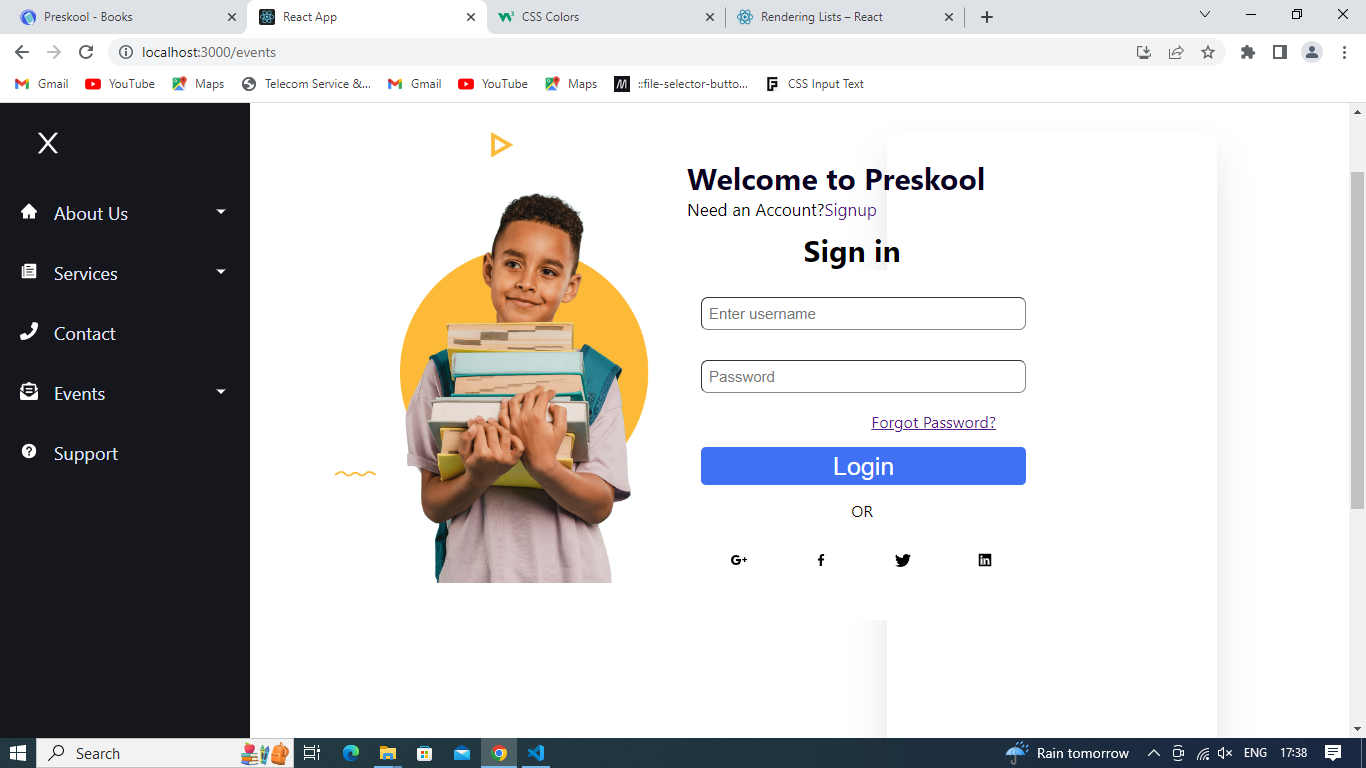 Preskool - Books
React App
CSS Colors
Rendering Lists – React
localhost:3000/events
Gmail
YouTube
Maps
Telecom Service &...
Gmail
YouTube
Maps
::file-selector-butto...
CSS Input Text
X
About Us
Services
Contact
Events
Support
Welcome to Preskool
Need an Account?Signup
Sign in
Enter username
Password
Forgot Password?
Login
OR
Search
Rain tomorrow
ENG
17:38